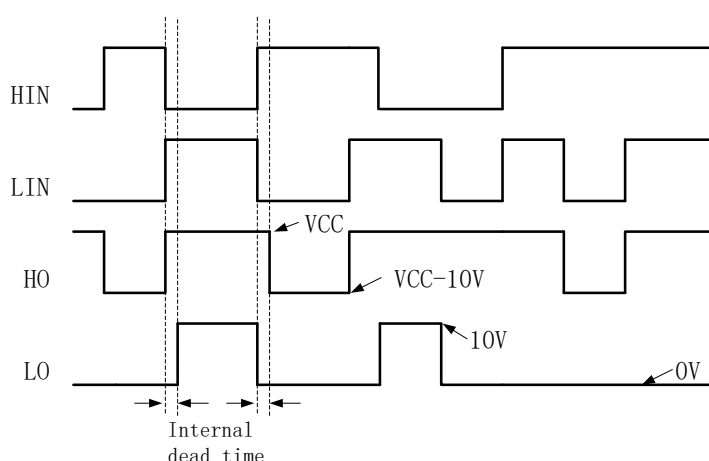 HIN
LIN
VCC
HO
VCC-10V
10V
LO
0V
Internal
dead time